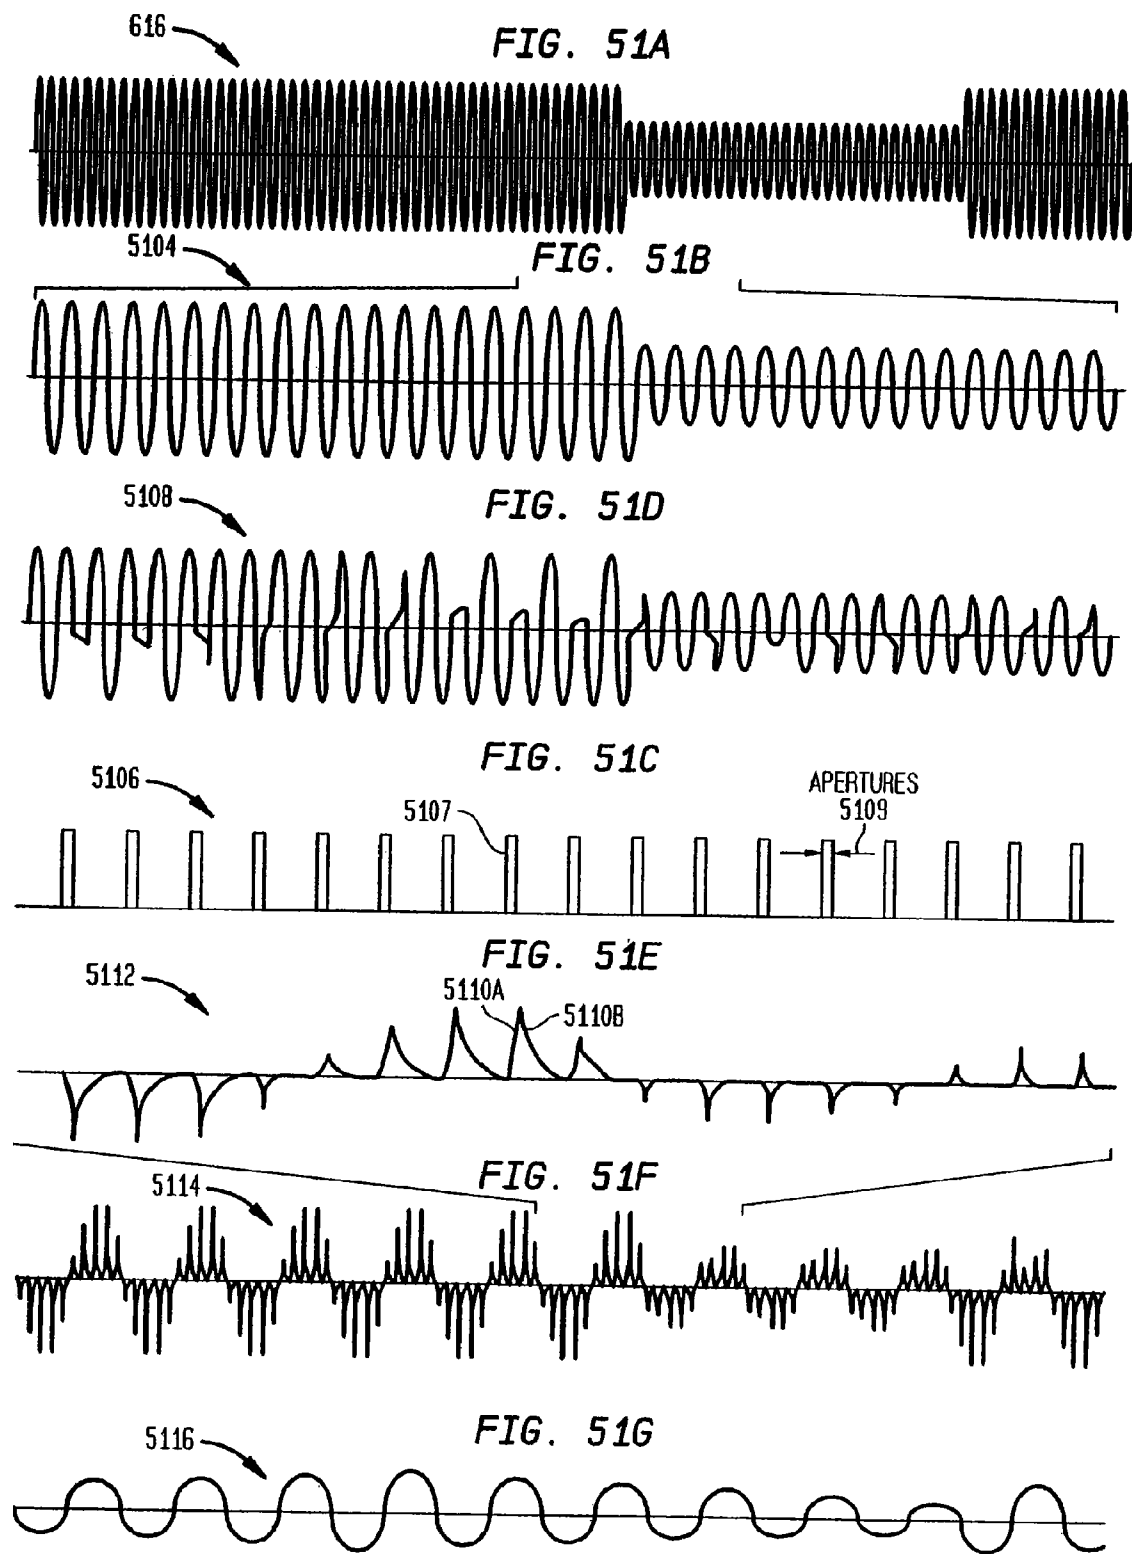 616
FIG. 51A
5104
FIG. 51B
5108
FIG. 51D
FIG. 51C
5106
5107
APERTURES
5109
FIG. 51E
5112
5110A
5110B
FIG. 51F
5114
FIG. 51G
5116